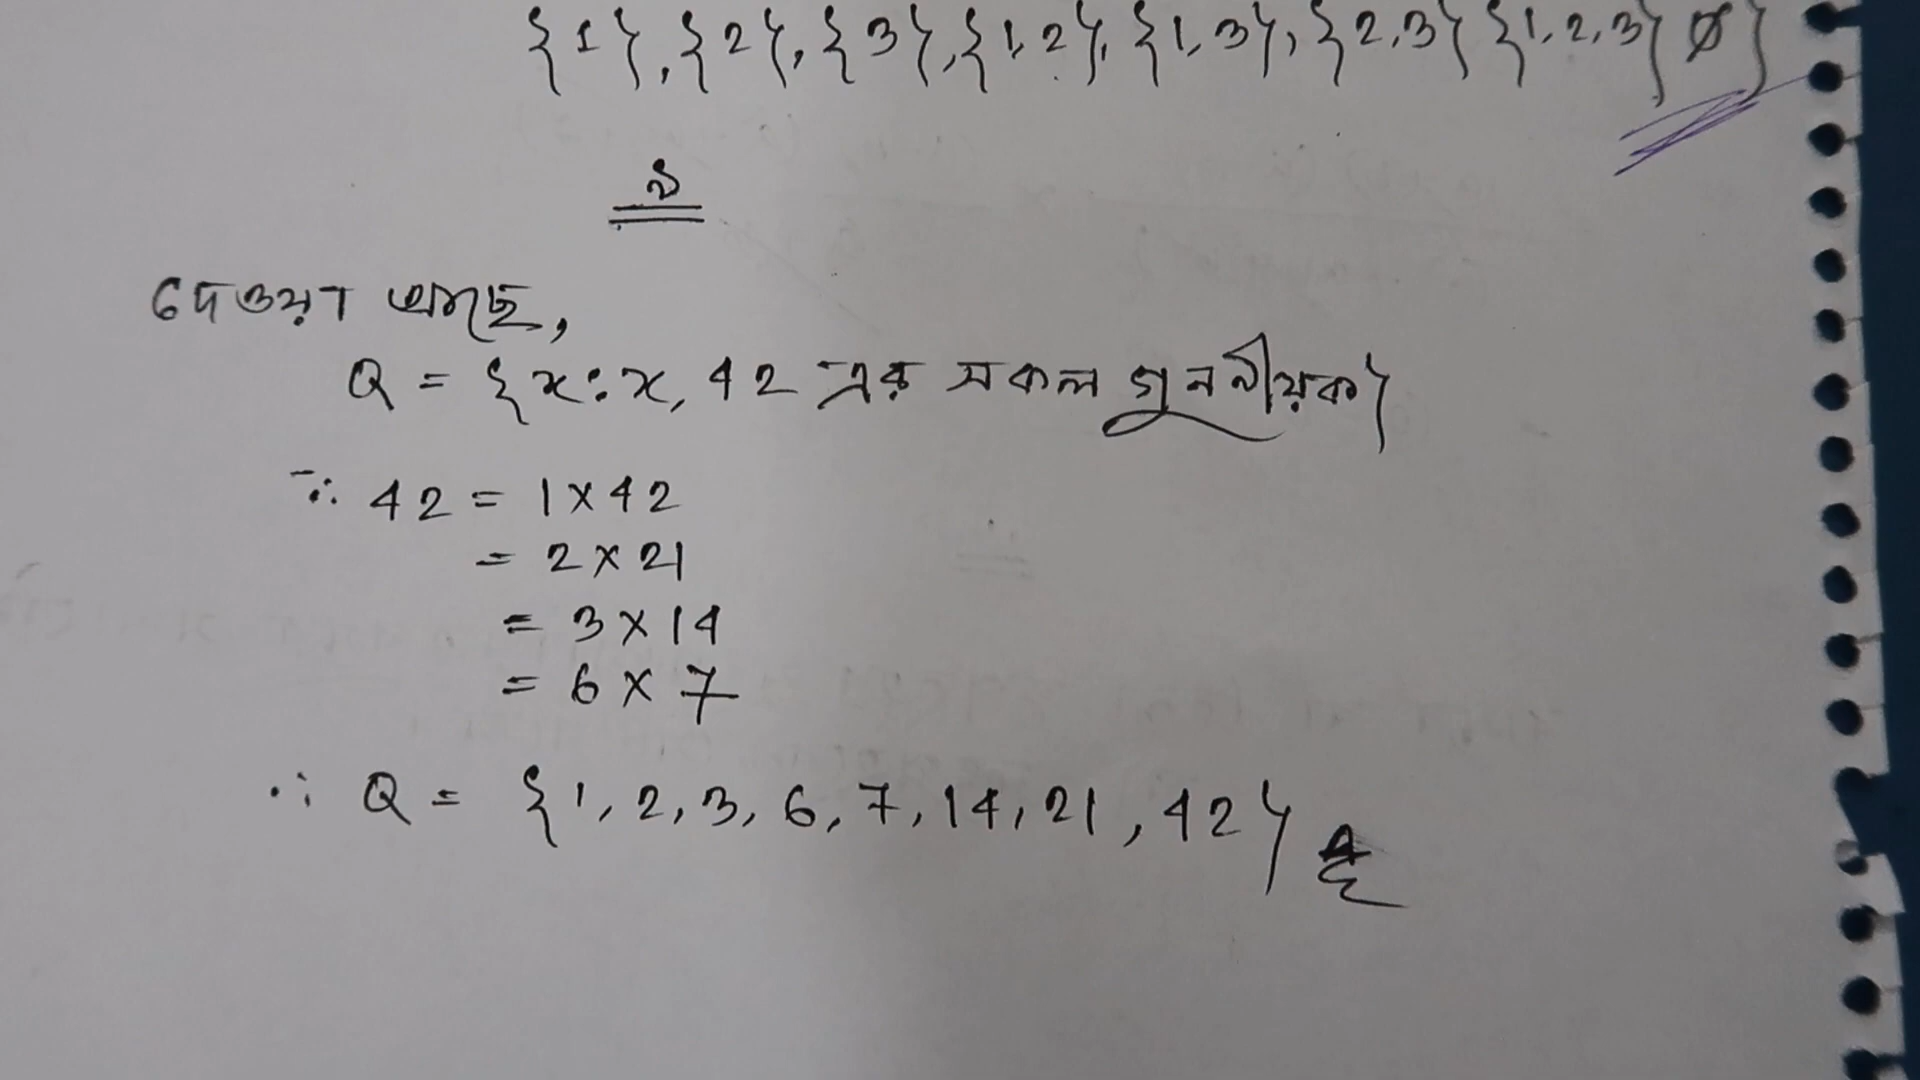 {1}, {2}, {3}, {1,2}, {1,3}, {2,3} {1,2,3} ∅}
৩
দেওয়া আছে,
Q = {x : x, 42 এর সকল গুননীয়ক}
∵ 42 = 1 × 42
= 2 × 21
= 3 × 14
= 6 × 7
∴ Q = {1, 2, 3, 6, 7, 14, 21, 42}